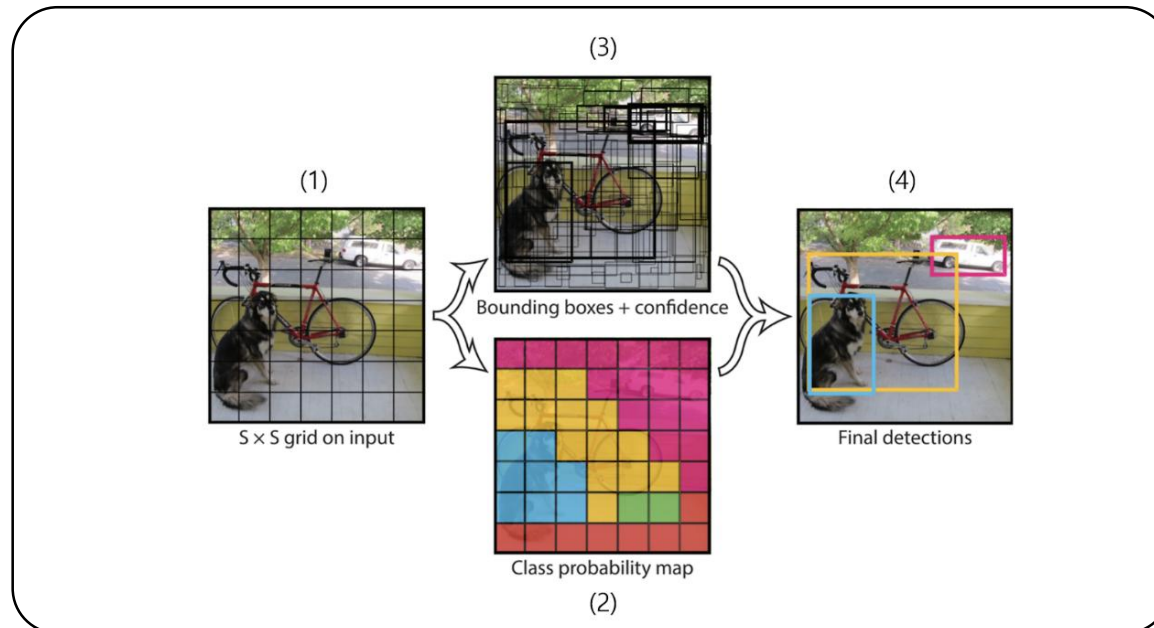 (3)
(1)
(4)
Bounding boxes + confidence
S × S grid on input
Final detections
Class probability map
(2)